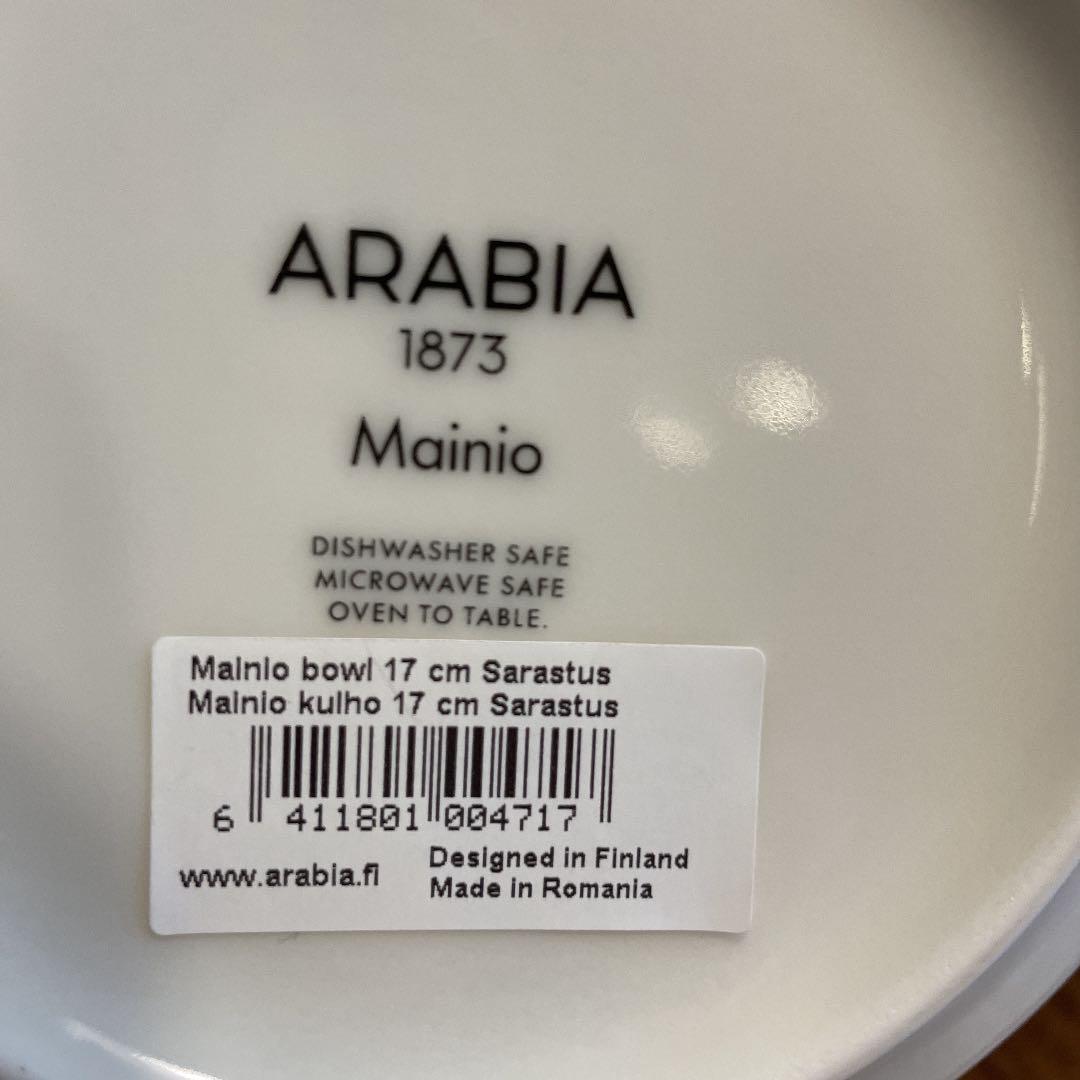 ARABIA
1873
Mainio
DISHWASHER SAFE
MICROWAVE SAFE
OVEN TO TABLE.
Mainio bowl 17 cm Sarastus
Mainio kulho 17 cm Sarastus
6 411801 004717
www.arabia.fi
Designed in Finland
Made in Romania